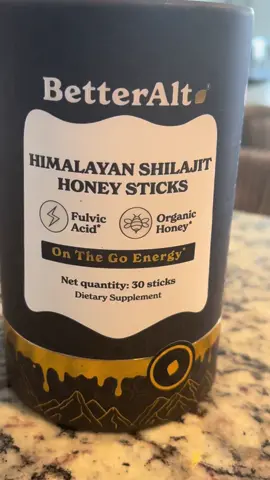 BetterAlt
HIMALAYAN SHILAJIT
HONEY STICKS
Fulvic
Acid*
Organic
Honey*
On The Go Energy*
Net quantity: 30 sticks
Dietary Supplement